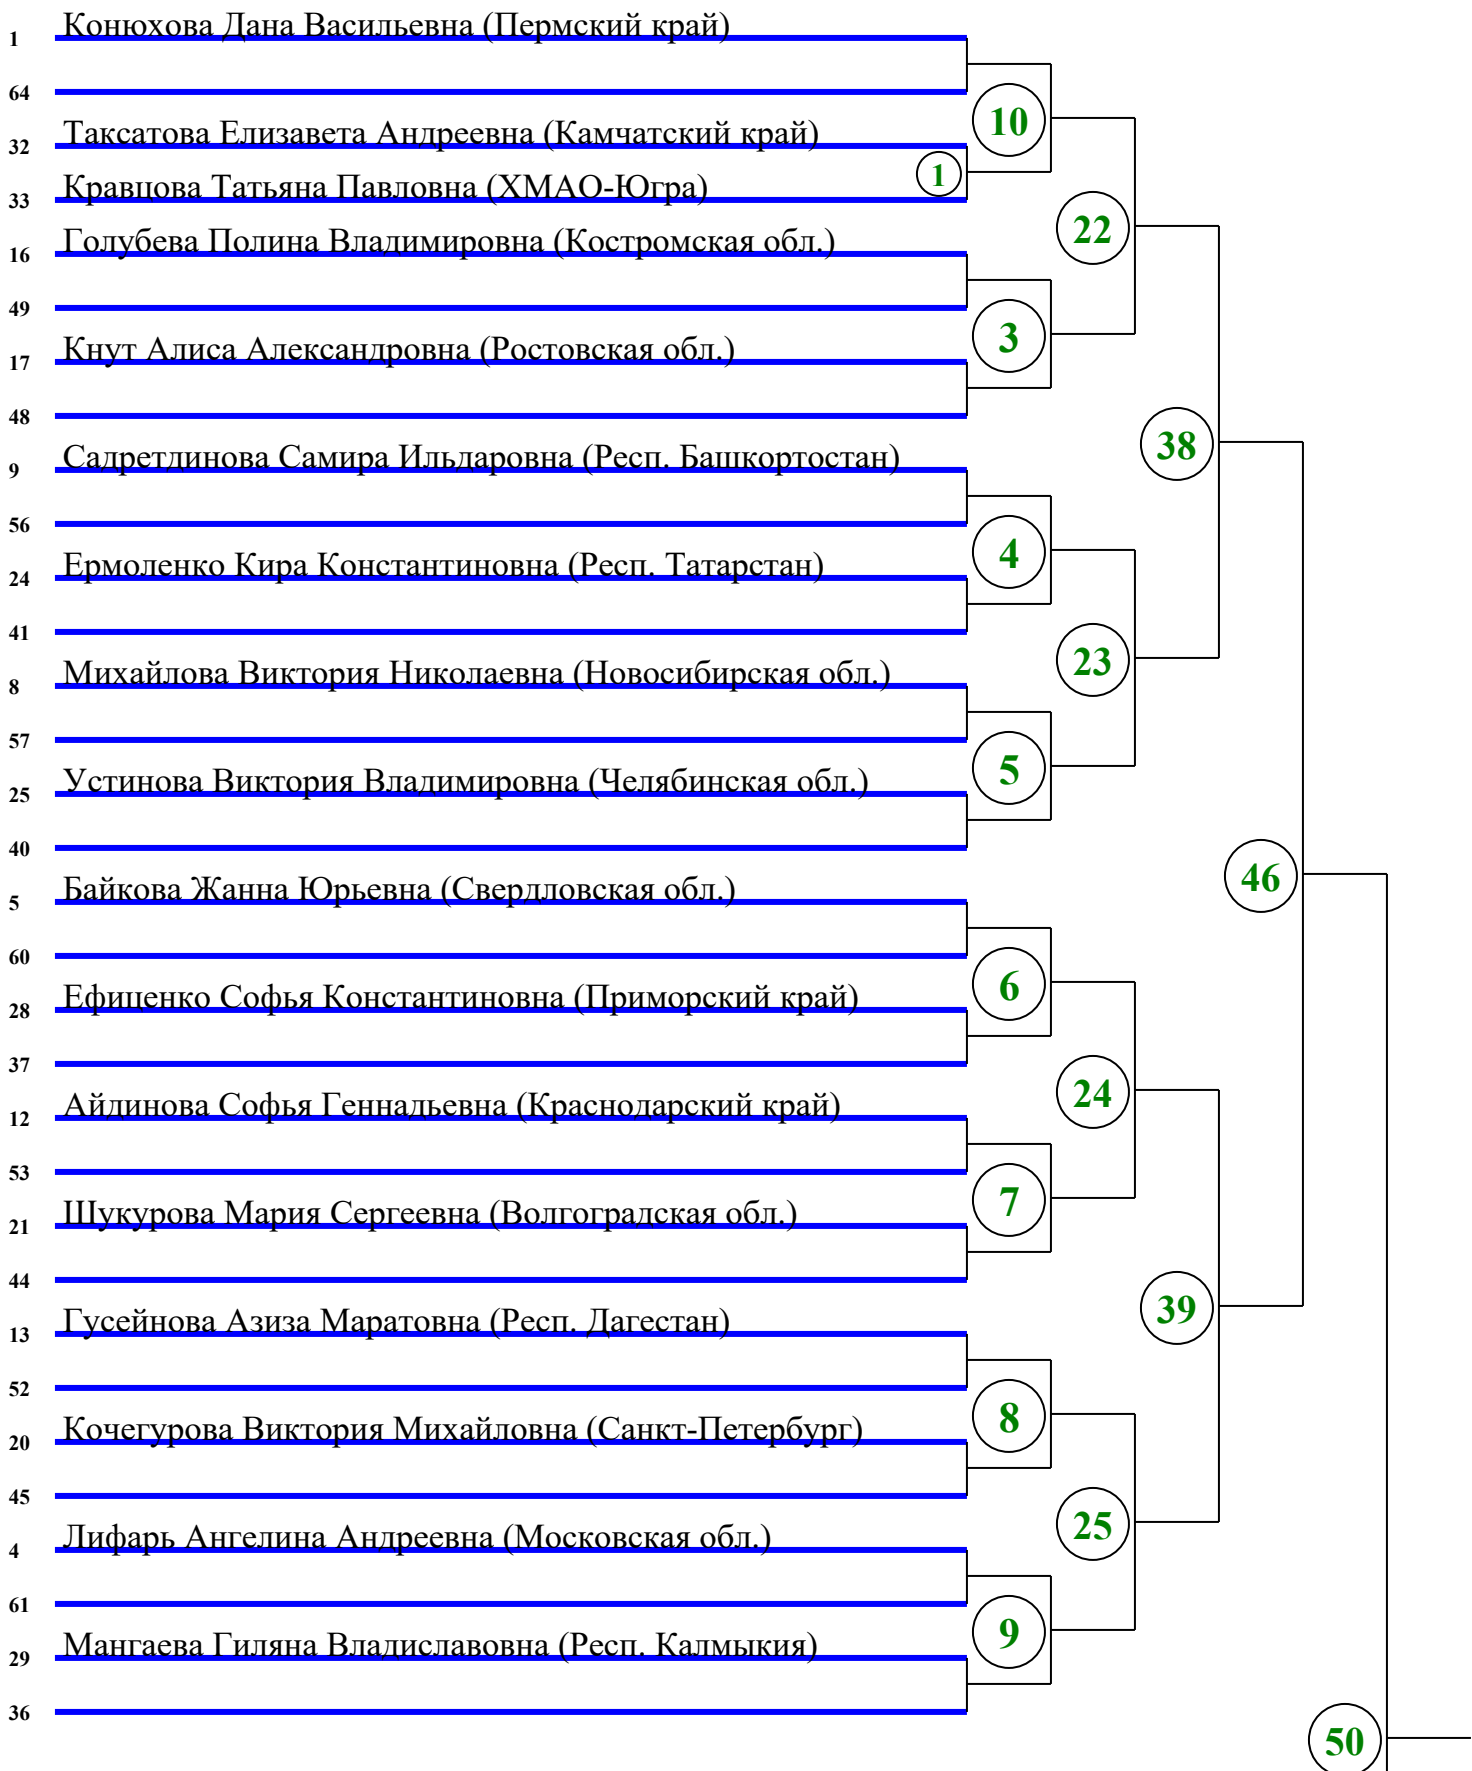 1 Конюхова Дана Васильевна (Пермский край)
64
10
32 Таксатова Елизавета Андреевна (Камчатский край)
1
33 Кравцова Татьяна Павловна (ХМАО-Югра)
22
16 Голубева Полина Владимировна (Костромская обл.)
49
3
17 Кнут Алиса Александровна (Ростовская обл.)
48
38
9 Садретдинова Самира Ильдаровна (Респ. Башкортостан)
56
4
24 Ермоленко Кира Константиновна (Респ. Татарстан)
41
23
8 Михайлова Виктория Николаевна (Новосибирская обл.)
57
5
25 Устинова Виктория Владимировна (Челябинская обл.)
40
46
5 Байкова Жанна Юрьевна (Свердловская обл.)
60
6
28 Ефиценко Софья Константиновна (Приморский край)
37
24
12 Айдинова Софья Геннадьевна (Краснодарский край)
53
7
21 Шукурова Мария Сергеевна (Волгоградская обл.)
44
39
13 Гусейнова Азиза Маратовна (Респ. Дагестан)
52
8
20 Кочегурова Виктория Михайловна (Санкт-Петербург)
45
25
4 Лифарь Ангелина Андреевна (Московская обл.)
61
9
29 Мангаева Гиляна Владиславовна (Респ. Калмыкия)
36
50